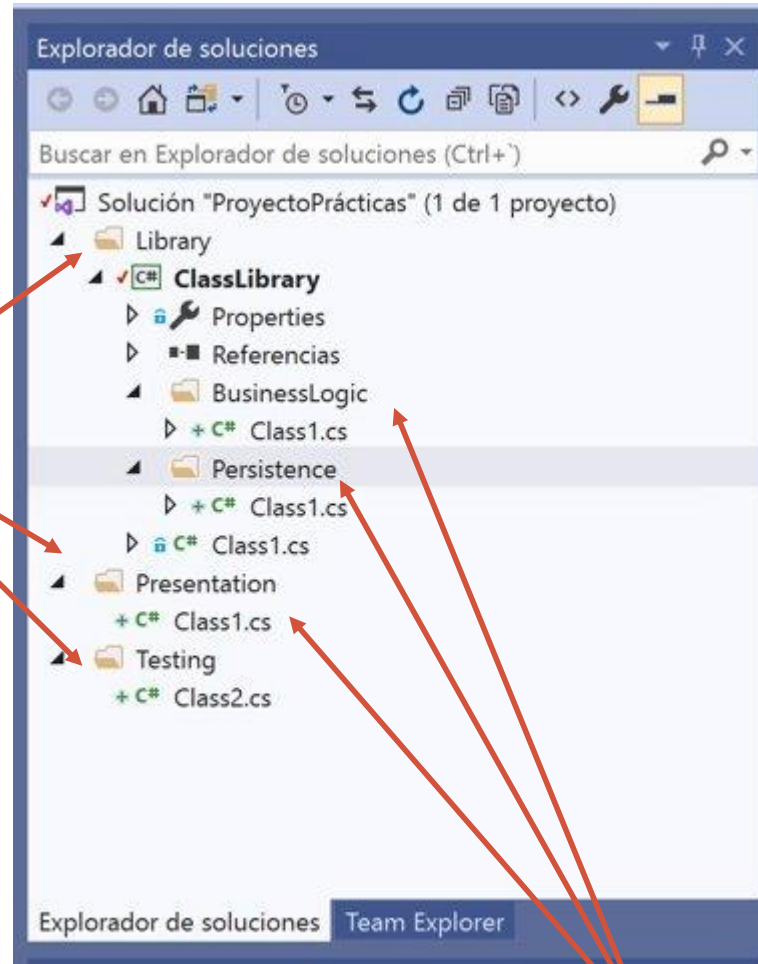 Explorador de soluciones
Buscar en Explorador de soluciones (Ctrl+`)
Solución "ProyectoPrácticas" (1 de 1 proyecto)
Library
C# ClassLibrary
Properties
Referencias
BusinessLogic
C# Class1.cs
Persistence
C# Class1.cs
C# Class1.cs
Presentation
C# Class1.cs
Testing
C# Class2.cs
Explorador de soluciones Team Explorer